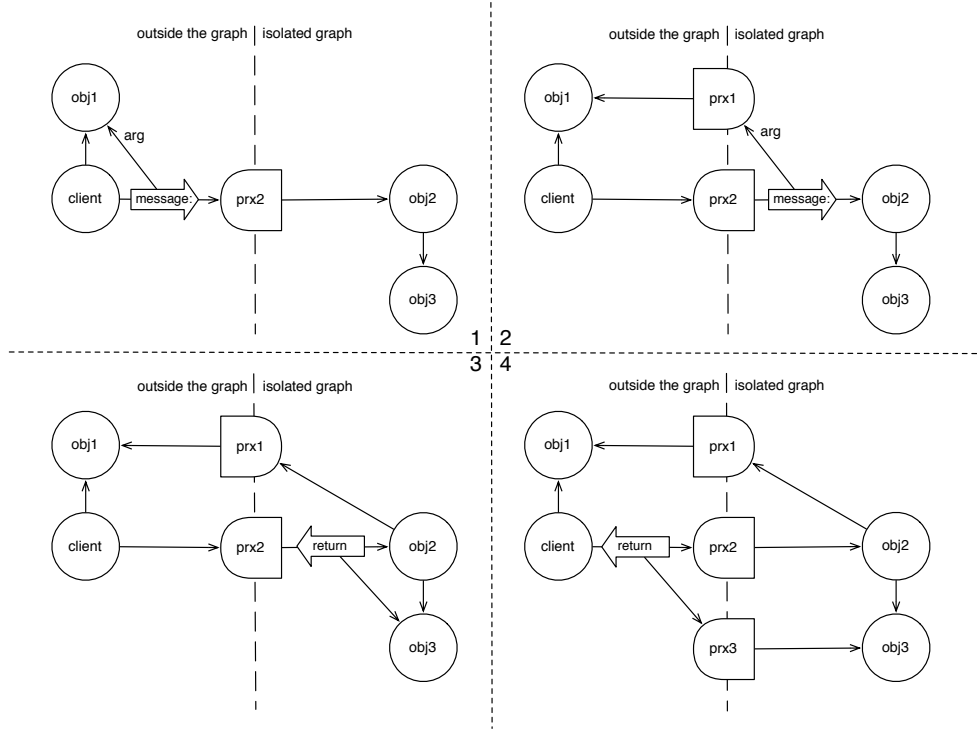 outside the graph
isolated graph
obj1
arg
client
message:
prx2
obj2
obj3
1
outside the graph
isolated graph
obj1
prx1
arg
client
prx2
message:
obj2
obj3
2
outside the graph
isolated graph
obj1
prx1
client
prx2
return
obj2
obj3
3
outside the graph
isolated graph
obj1
prx1
client
return
prx2
obj2
prx3
obj3
4